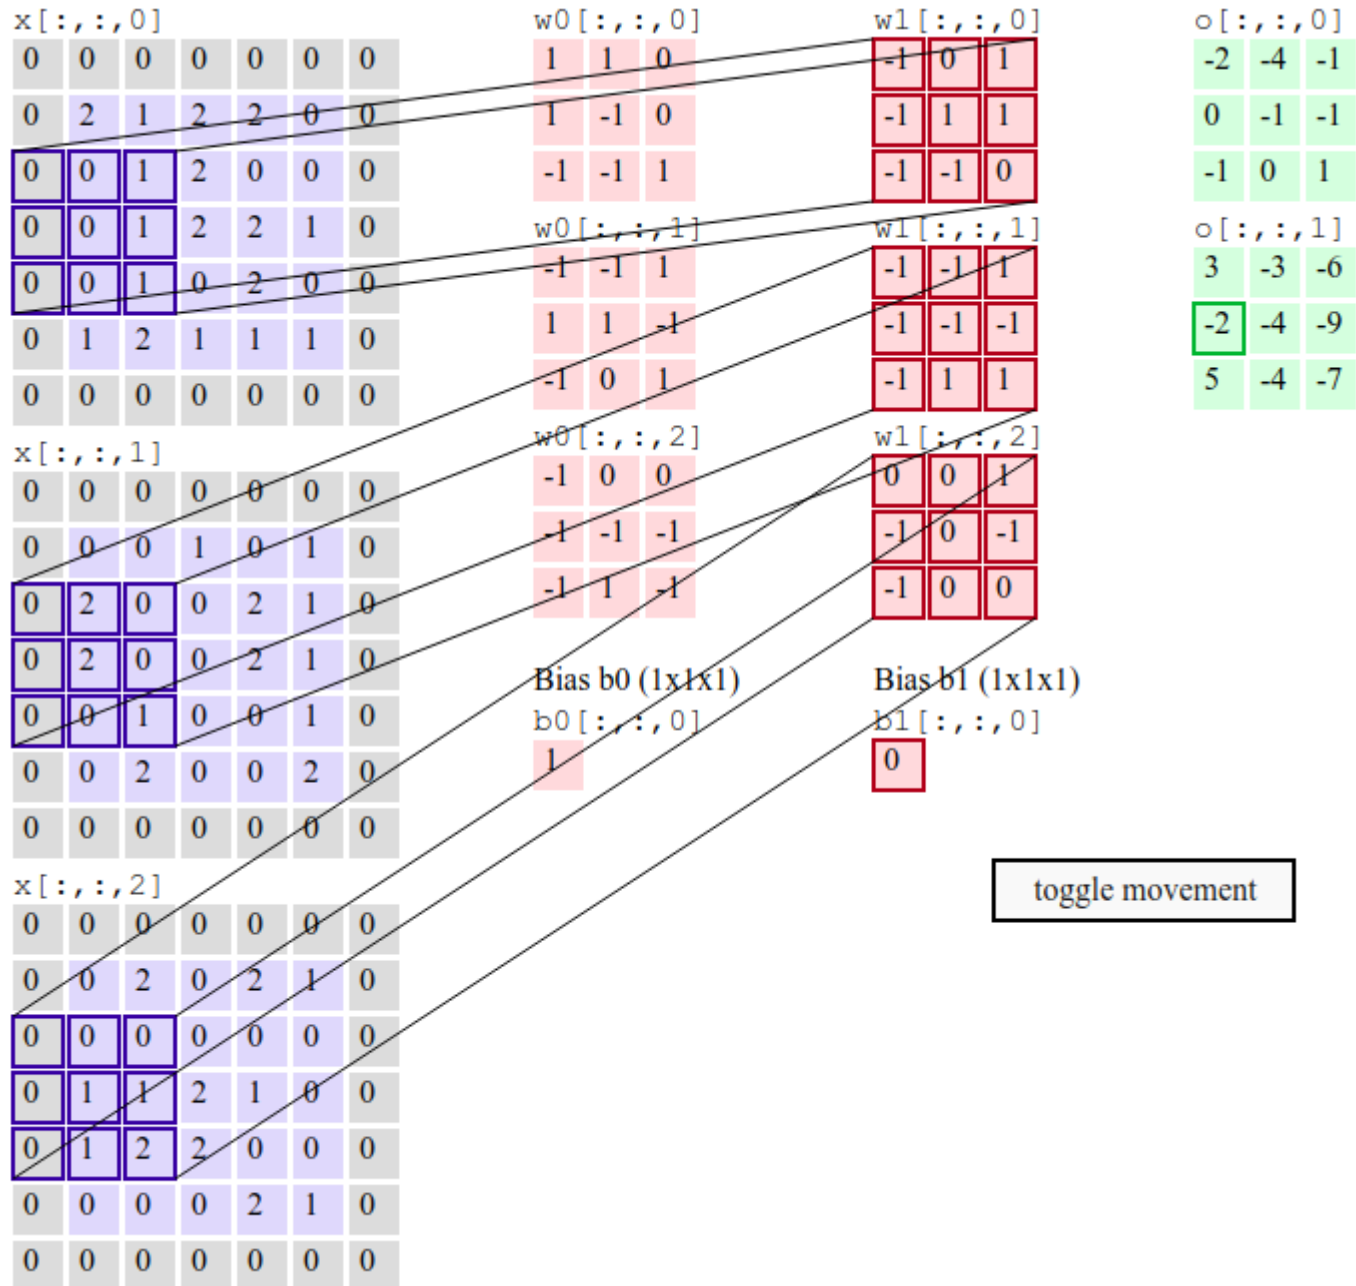 x[:,:,0]
0 0 0 0 0 0 0
0 2 1 2 2 0 0
0 0 1 2 0 0 0
0 0 1 2 2 1 0
0 0 1 0 2 0 0
0 1 2 1 1 1 0
0 0 0 0 0 0 0
x[:,:,1]
0 0 0 0 0 0 0
0 0 0 1 0 1 0
0 2 0 0 2 1 0
0 2 0 0 2 1 0
0 0 1 0 0 1 0
0 0 2 0 0 2 0
0 0 0 0 0 0 0
x[:,:,2]
0 0 0 0 0 0 0
0 0 2 0 2 1 0
0 0 0 0 0 0 0
0 1 1 2 1 0 0
0 1 2 2 0 0 0
0 0 0 0 2 1 0
0 0 0 0 0 0 0
w0[:,:,0]
1 1 0
1 -1 0
-1 -1 1
w0[:,:,1]
-1 -1 1
1 1 -1
-1 0 1
w0[:,:,2]
-1 0 0
-1 -1 -1
-1 1 -1
Bias b0 (1x1x1)
b0[:,:,0]
1
w1[:,:,0]
-1 0 1
-1 1 1
-1 -1 0
w1[:,:,1]
-1 -1 1
-1 -1 -1
-1 1 1
w1[:,:,2]
0 0 1
-1 0 -1
-1 0 0
Bias b1 (1x1x1)
b1[:,:,0]
0
o[:,:,0]
-2 -4 -1
0 -1 -1
-1 0 1
o[:,:,1]
3 -3 -6
-2 -4 -9
5 -4 -7
toggle movement